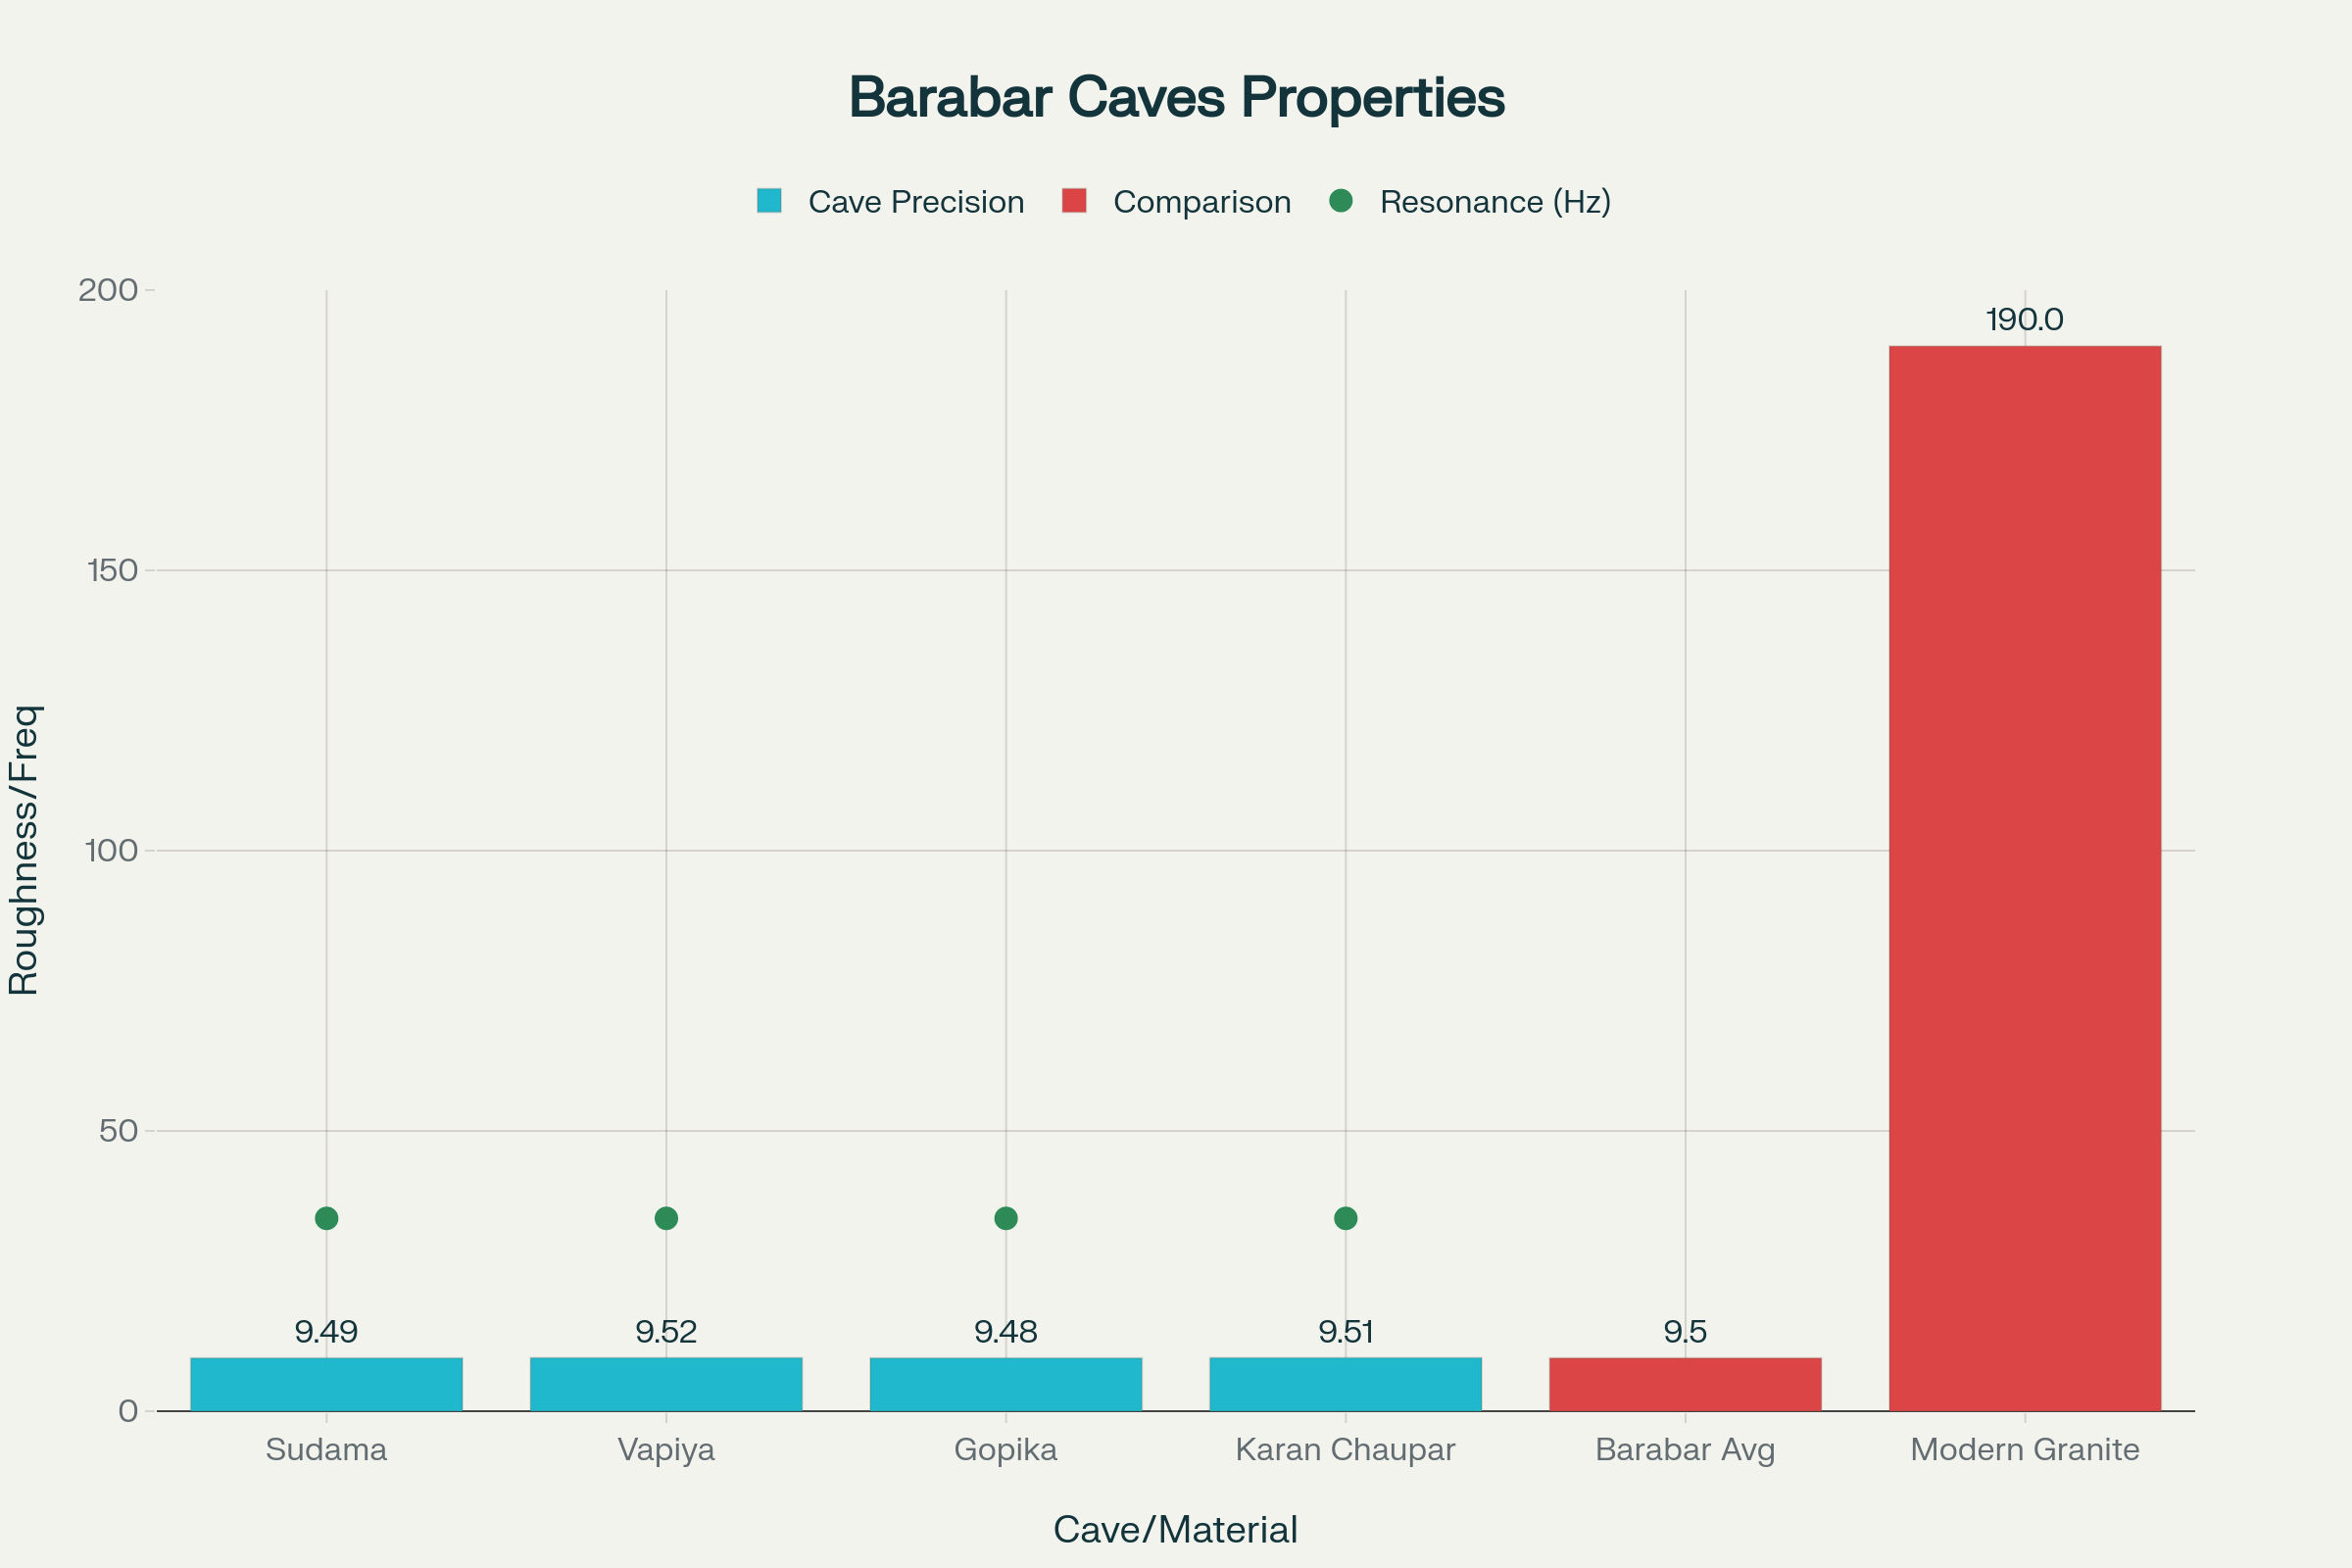 Barabar Caves Properties
Cave Precision
Comparison
Resonance (Hz)
Roughness/Freq
200
150
100
50
0
190.0
9.49
9.52
9.48
9.51
9.5
Sudama
Vapiya
Gopika
Karan Chaupar
Barabar Avg
Modern Granite
Cave/Material